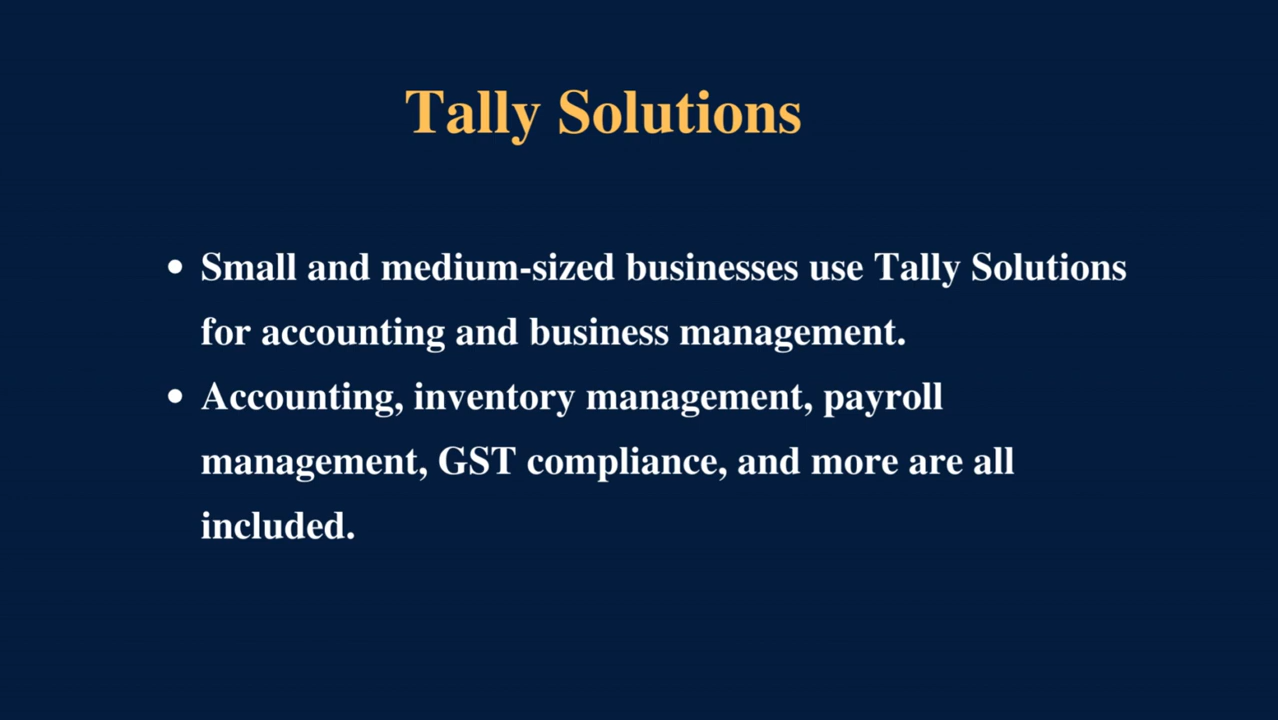 Tally Solutions
• Small and medium-sized businesses use Tally Solutions
for accounting and business management.
• Accounting, inventory management, payroll
management, GST compliance, and more are all
included.